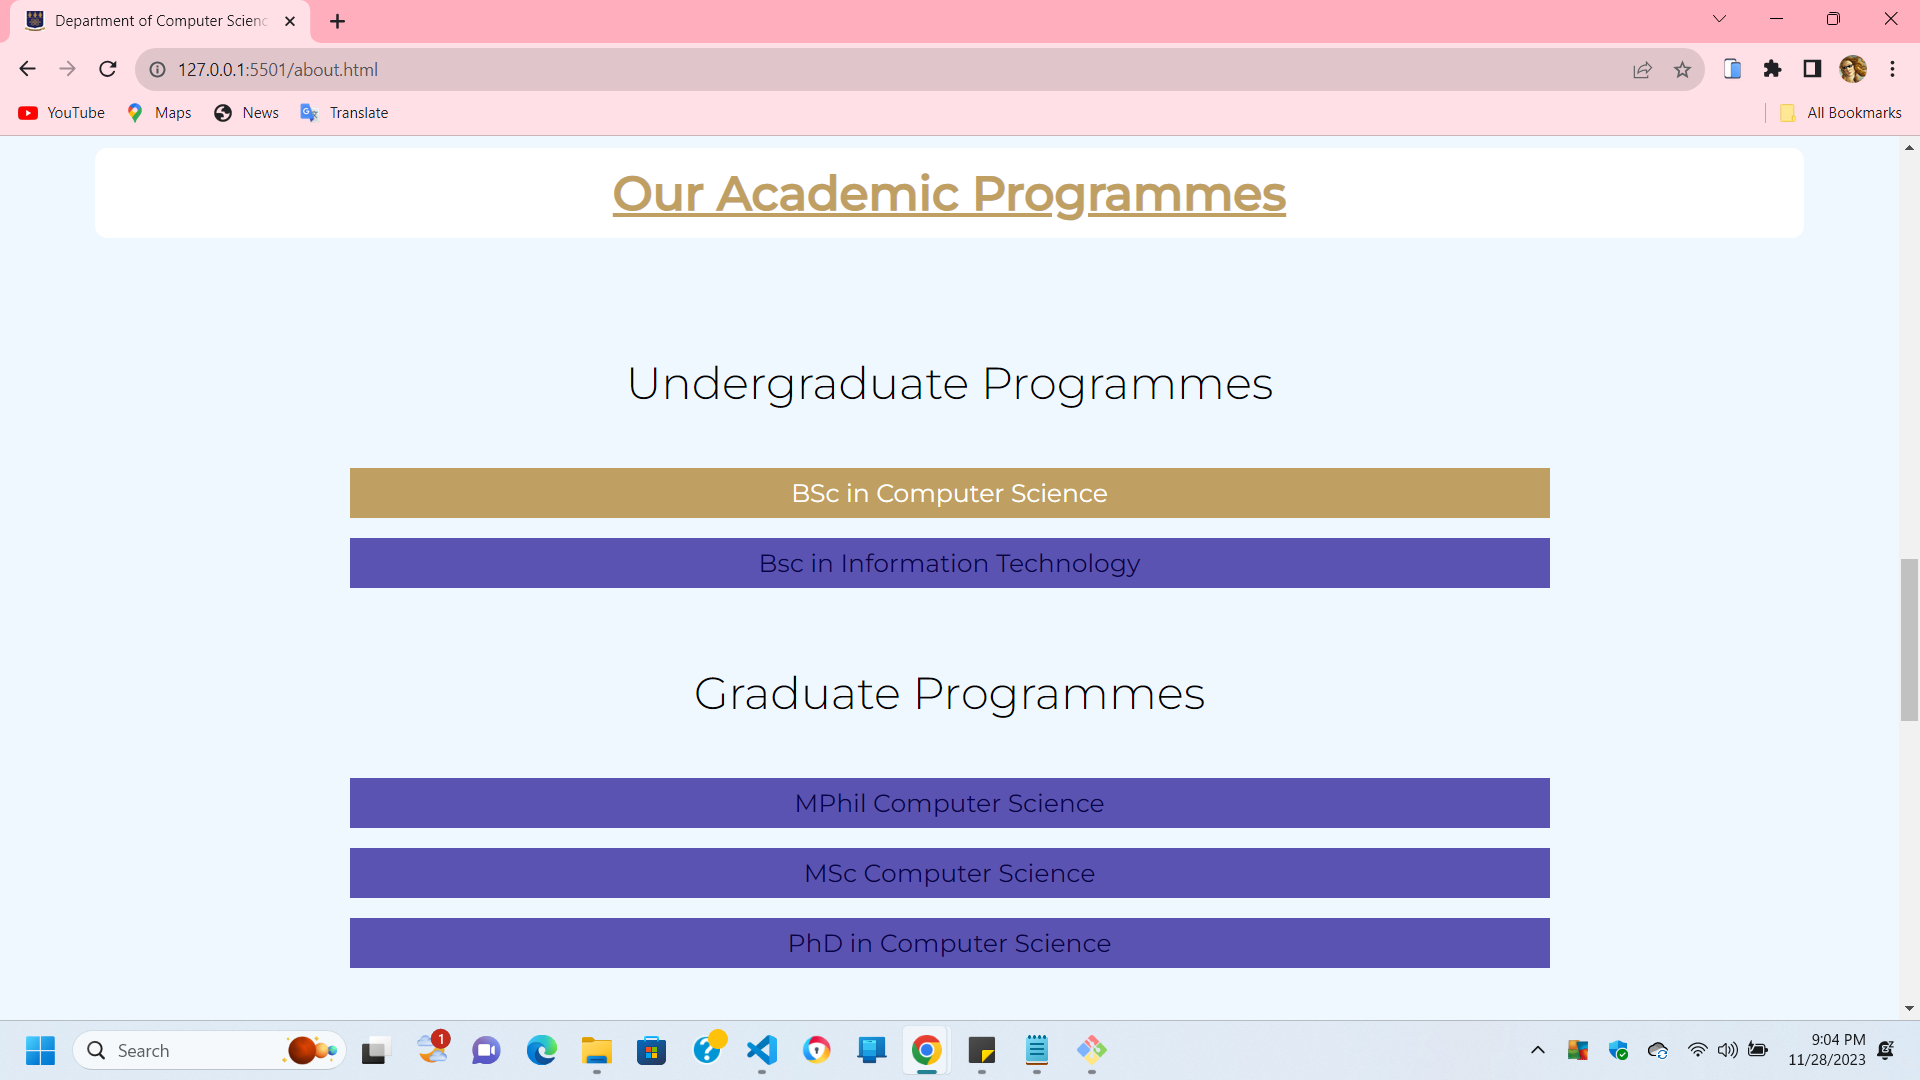 Department of Computer Scienc
127.0.0.1:5501/about.html
YouTube
Maps
News
Translate
All Bookmarks
Our Academic Programmes
Undergraduate Programmes
BSc in Computer Science
Bsc in Information Technology
Graduate Programmes
MPhil Computer Science
MSc Computer Science
PhD in Computer Science
Search
1
9:04 PM
11/28/2023